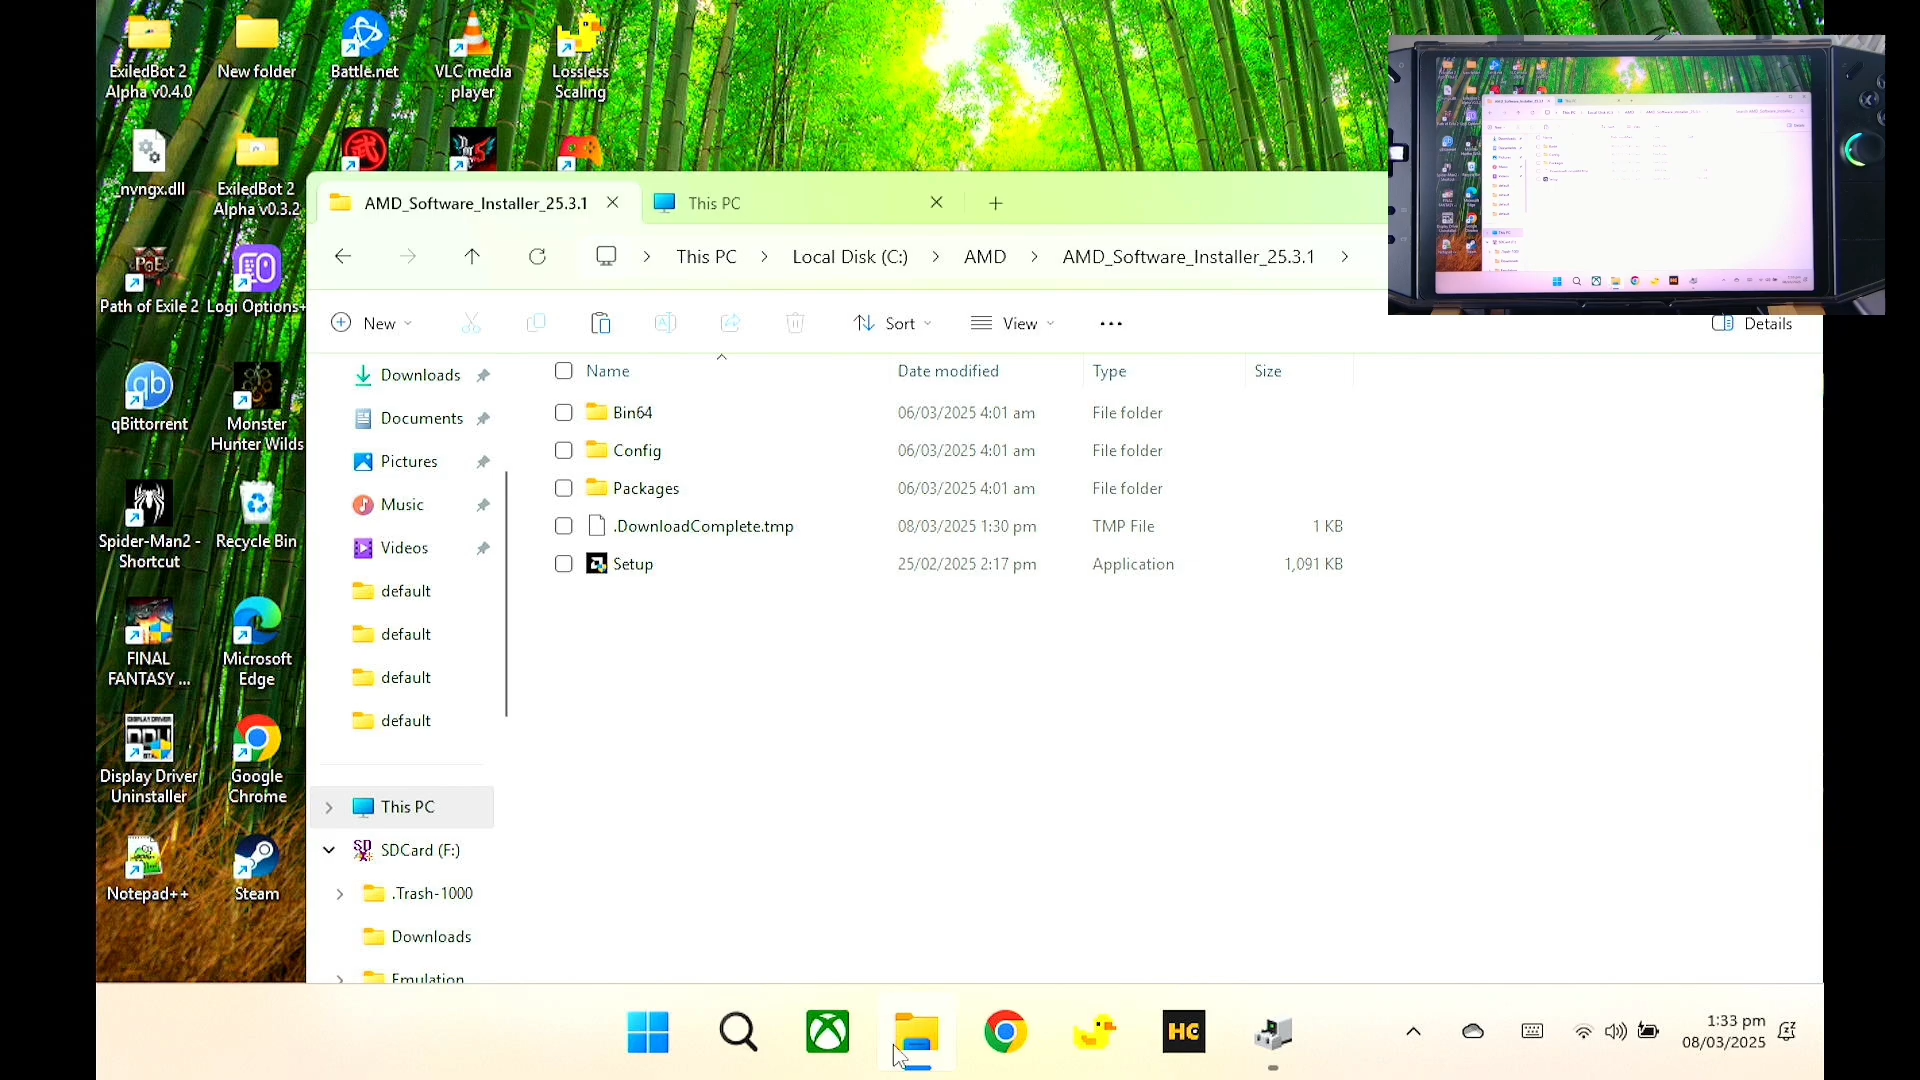 ExiledBot 2
Alpha v0.4.0
New folder
Battle.net
VLC media
player
Lossless
Scaling
_nvngx.dll
ExiledBot 2
Alpha v0.3.2
Path of Exile 2
Logi Options+
qBittorrent
Monster
Hunter Wilds
Spider-Man2 -
Shortcut
Recycle Bin
FINAL
FANTASY ...
Microsoft
Edge
Display Driver
Uninstaller
Google
Chrome
Notepad++
Steam
AMD_Software_Installer_25.3.1
This PC
This PC
Local Disk (C:)
AMD
AMD_Software_Installer_25.3.1
New
Sort
View
Details
Downloads
Documents
Pictures
Music
Videos
default
default
default
default
This PC
SDCard (F:)
.Trash-1000
Downloads
Emulation
Name
Date modified
Type
Size
Bin64
06/03/2025 4:01 am
File folder
Config
06/03/2025 4:01 am
File folder
Packages
06/03/2025 4:01 am
File folder
.DownloadComplete.tmp
08/03/2025 1:30 pm
TMP File
1 KB
Setup
25/02/2025 2:17 pm
Application
1,091 KB
HC
1:33 pm
08/03/2025